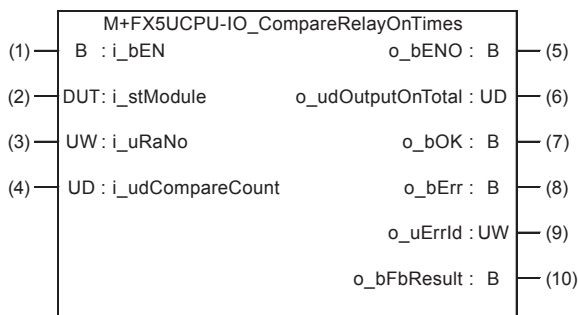 M+FX5UCPU-IO_CompareRelayOnTimes
(1) B : i_bEN o_bENO : B (5)
(2) DUT: i_stModule o_udOutputOnTotal : UD (6)
(3) UW : i_uRaNo o_bOK : B (7)
(4) UD : i_udCompareCount o_bErr : B (8)
o_uErrId : UW (9)
o_bFbResult : B (10)